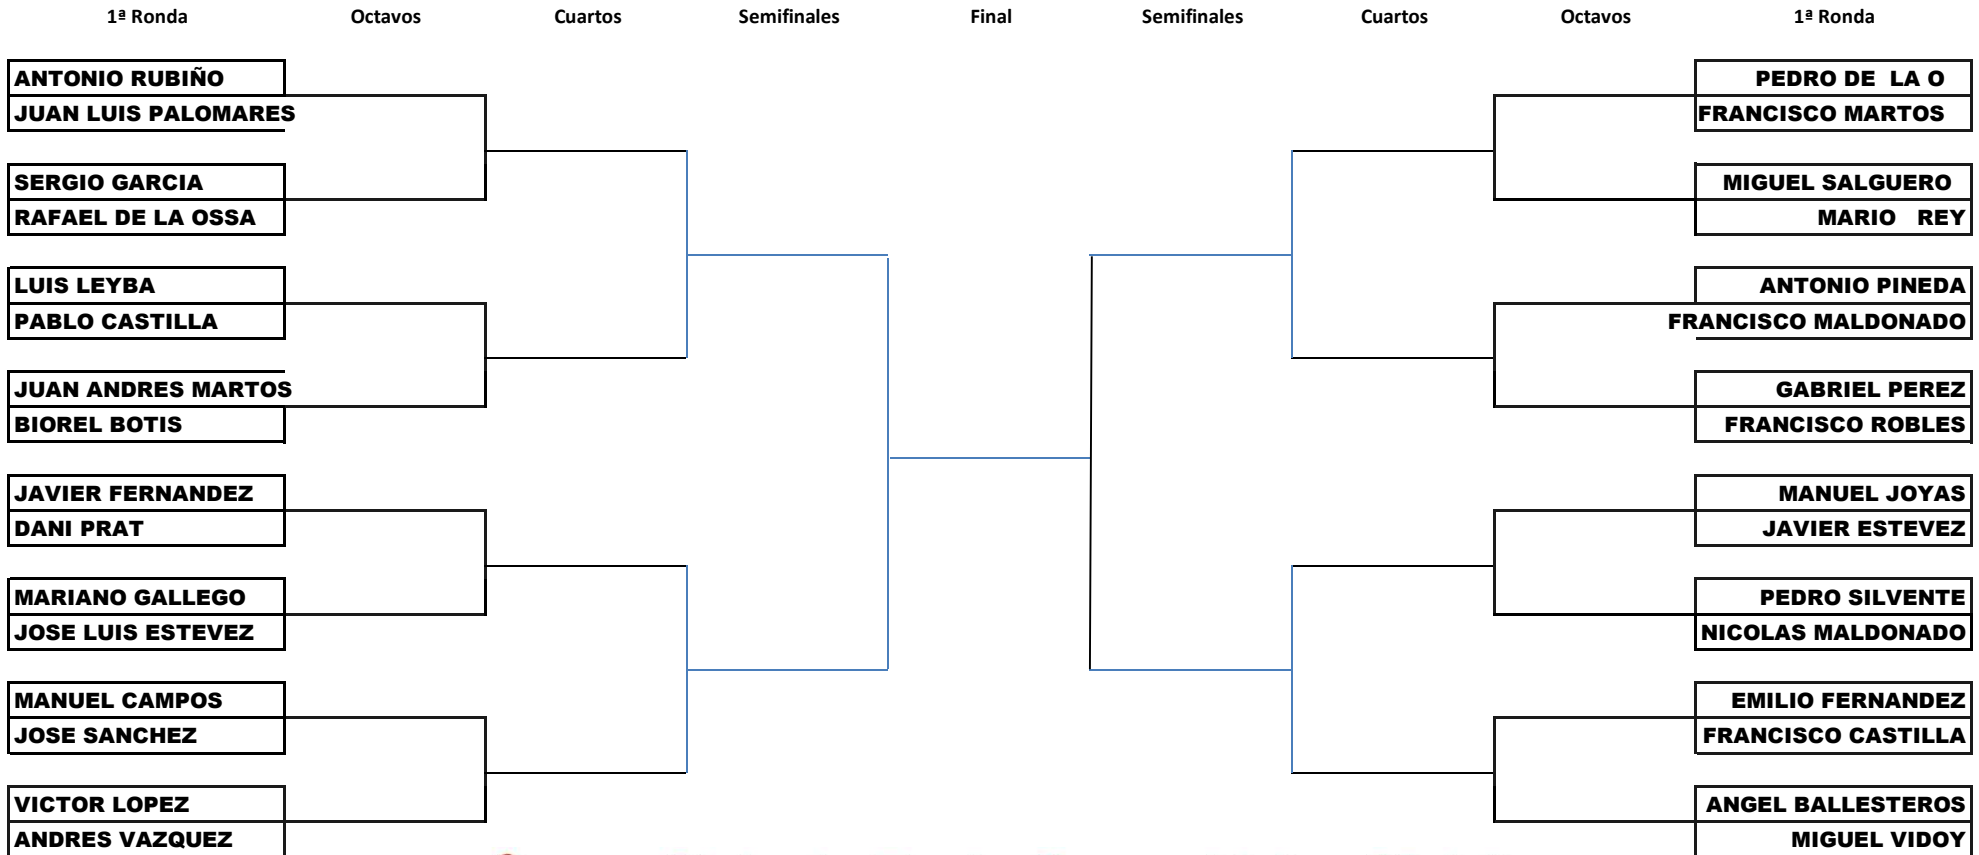 1ª Ronda Octavos Cuartos Semifinales Final Semifinales Cuartos Octavos 1ª Ronda
ANTONIO RUBIÑO
JUAN LUIS PALOMARES
SERGIO GARCIA
RAFAEL DE LA OSSA
LUIS LEYBA
PABLO CASTILLA
JUAN ANDRES MARTOS
BIOREL BOTIS
JAVIER FERNANDEZ
DANI PRAT
MARIANO GALLEGO
JOSE LUIS ESTEVEZ
MANUEL CAMPOS
JOSE SANCHEZ
VICTOR LOPEZ
ANDRES VAZQUEZ
PEDRO DE LA O
FRANCISCO MARTOS
MIGUEL SALGUERO
MARIO REY
ANTONIO PINEDA
FRANCISCO MALDONADO
GABRIEL PEREZ
FRANCISCO ROBLES
MANUEL JOYAS
JAVIER ESTEVEZ
PEDRO SILVENTE
NICOLAS MALDONADO
EMILIO FERNANDEZ
FRANCISCO CASTILLA
ANGEL BALLESTEROS
MIGUEL VIDOY